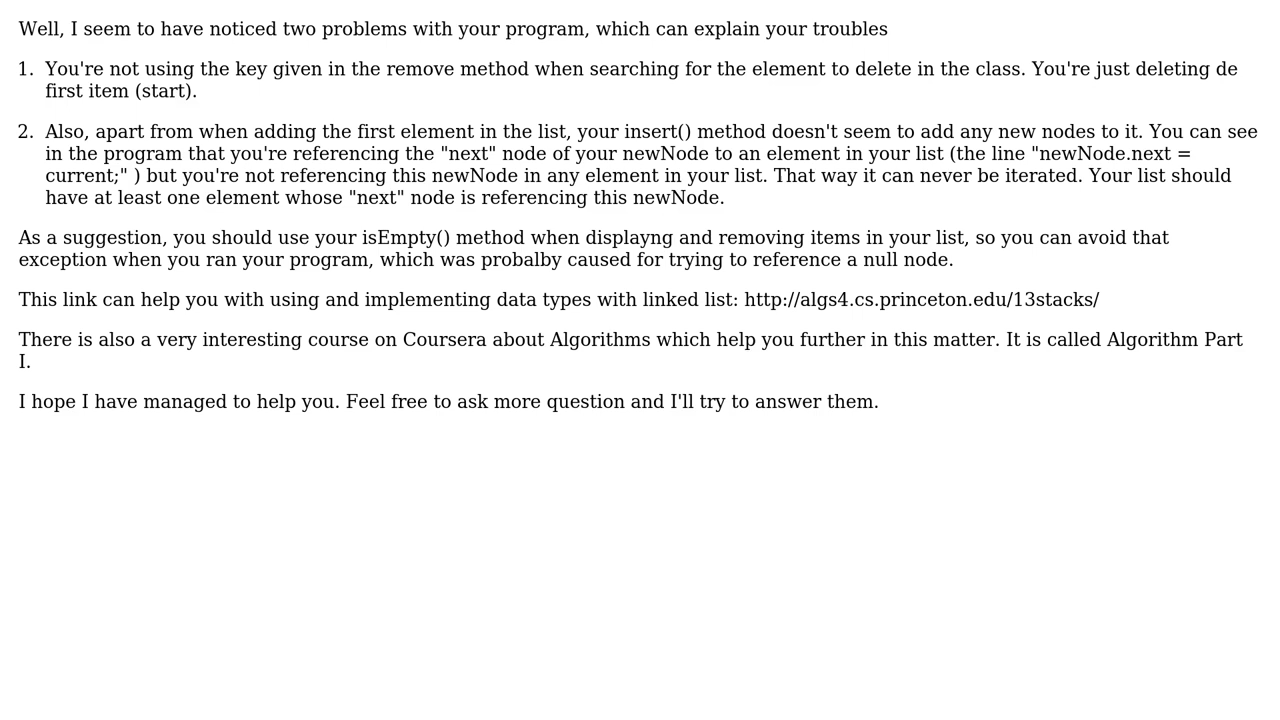 Well, I seem to have noticed two problems with your program, which can explain your troubles
1. You're not using the key given in the remove method when searching for the element to delete in the class. You're just deleting de
first item (start).
2. Also, apart from when adding the first element in the list, your insert() method doesn't seem to add any new nodes to it. You can see
in the program that you're referencing the "next" node of your newNode to an element in your list (the line "newNode.next =
current;" ) but you're not referencing this newNode in any element in your list. That way it can never be iterated. Your list should
have at least one element whose "next" node is referencing this newNode.
As a suggestion, you should use your isEmpty() method when displayng and removing items in your list, so you can avoid that
exception when you ran your program, which was probalby caused for trying to reference a null node.
This link can help you with using and implementing data types with linked list: http://algs4.cs.princeton.edu/13stacks/
There is also a very interesting course on Coursera about Algorithms which help you further in this matter. It is called Algorithm Part
I.
I hope I have managed to help you. Feel free to ask more question and I'll try to answer them.